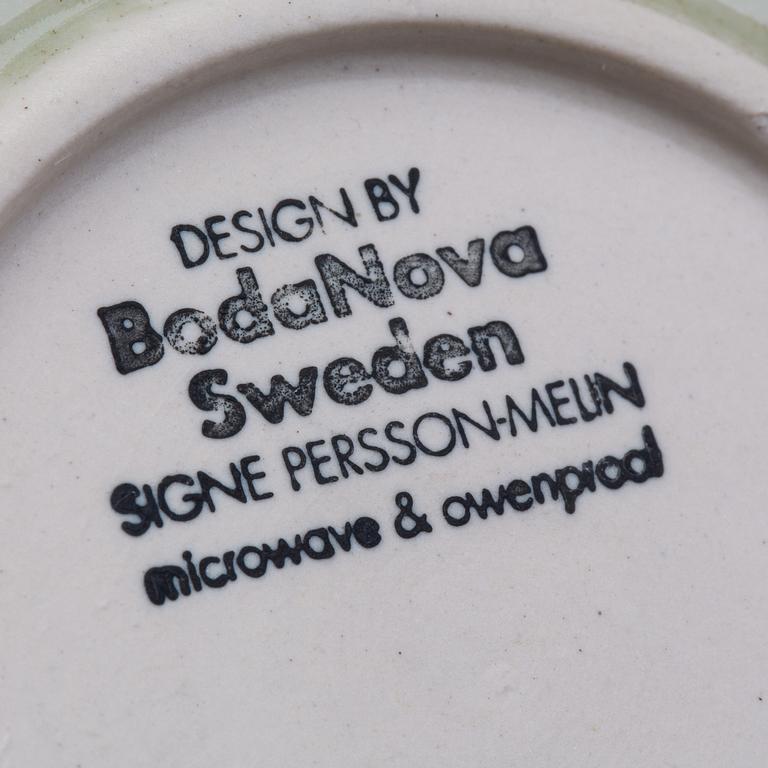 DESIGN BY
BodaNova
Sweden
SIGNE PERSSON-MELIN
microwave & owenproof